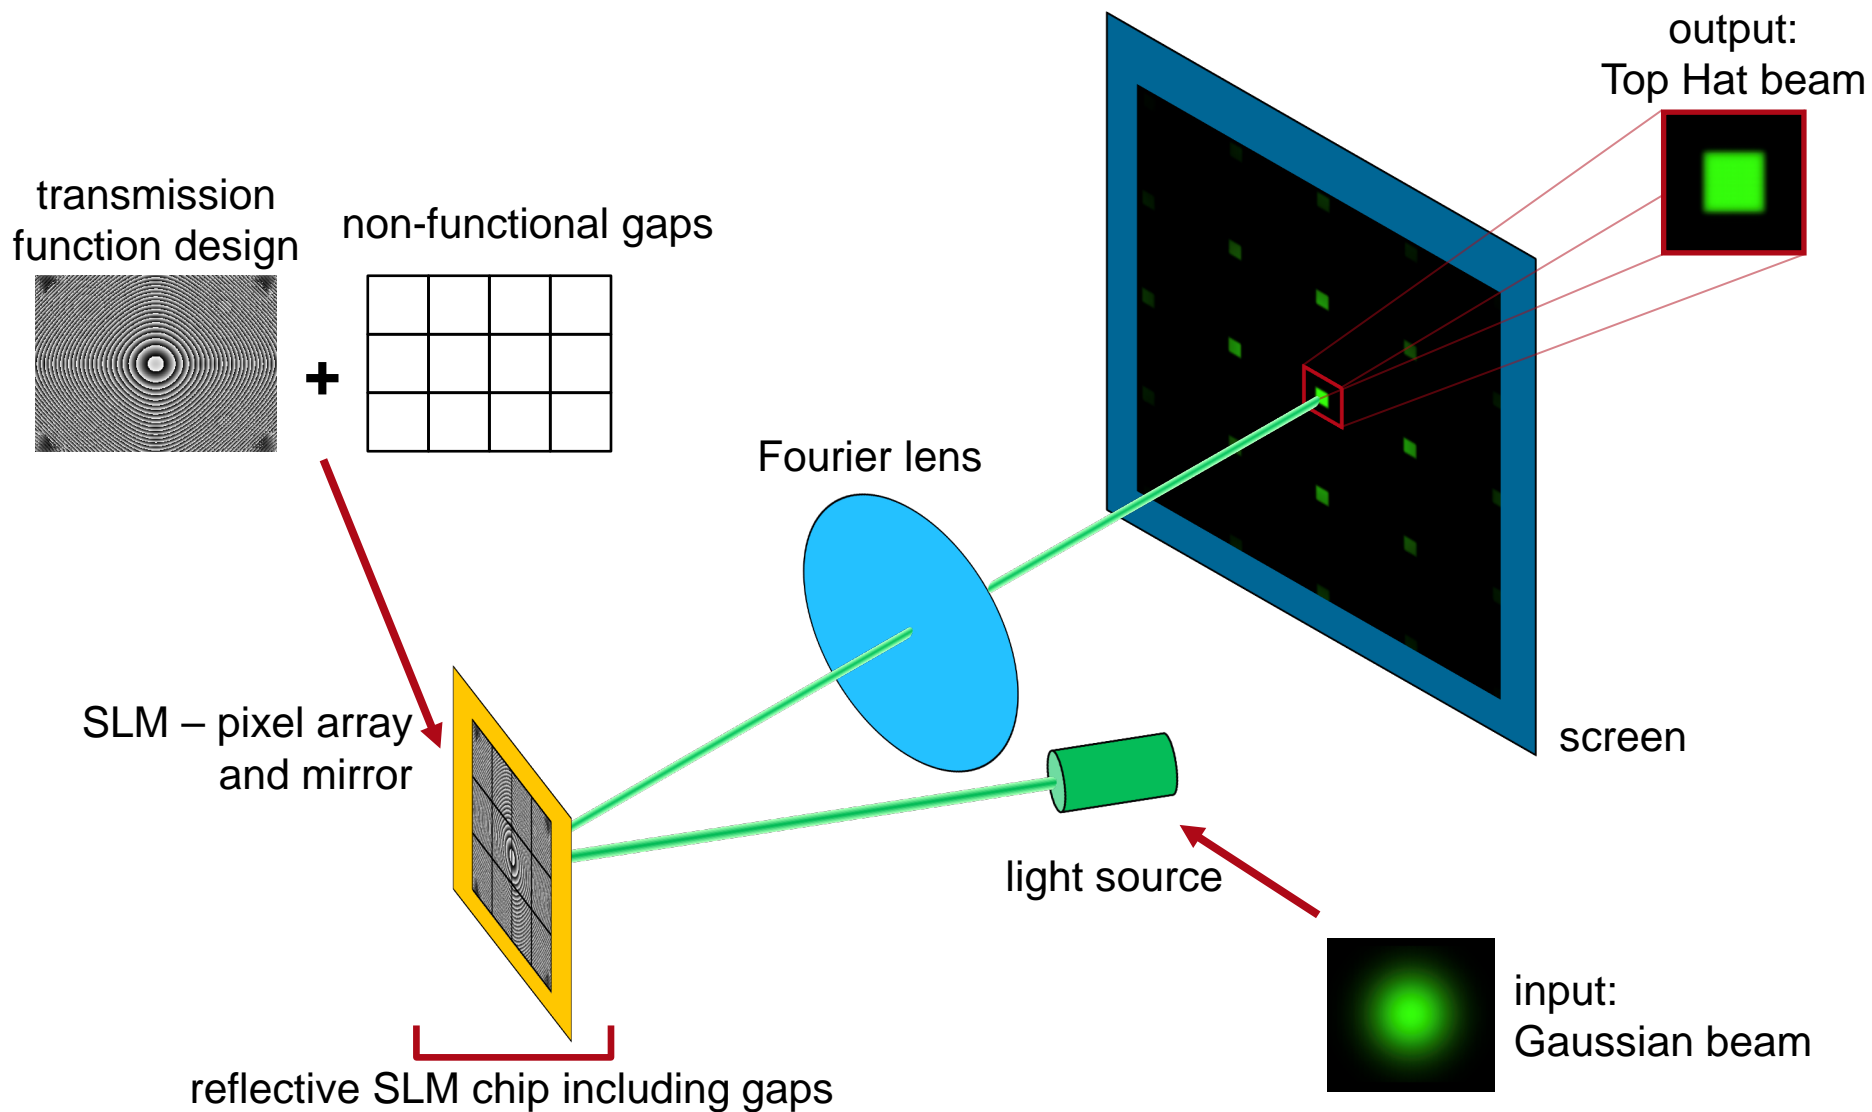 output:
Top Hat beam
transmission
function design
non-functional gaps
+
Fourier lens
SLM – pixel array
and mirror
screen
light source
input:
Gaussian beam
reflective SLM chip including gaps